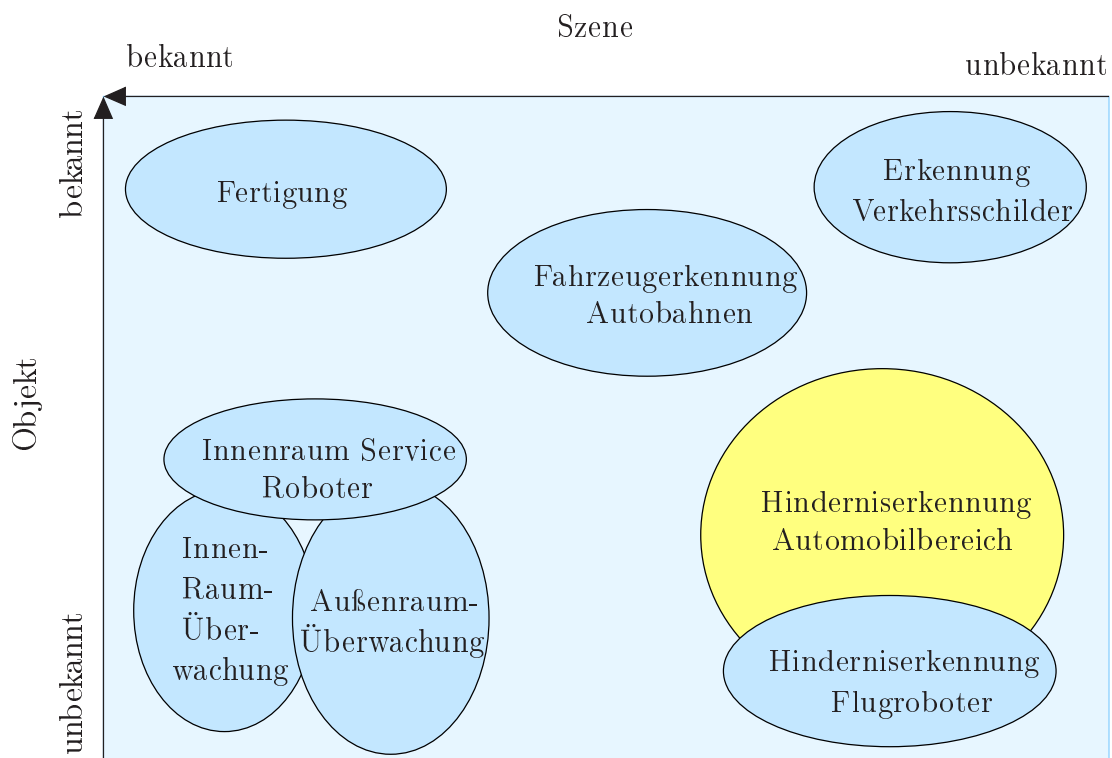 Szene
bekannt
unbekannt
bekannt
Objekt
unbekannt
Fertigung
Erkennung
Verkehrsschilder
Fahrzeugerkennung
Autobahnen
Innenraum Service
Roboter
Innen-
Raum-
Über-
wachung
Außenraum-
Überwachung
Hinderniserkennung
Automobilbereich
Hinderniserkennung
Flugroboter